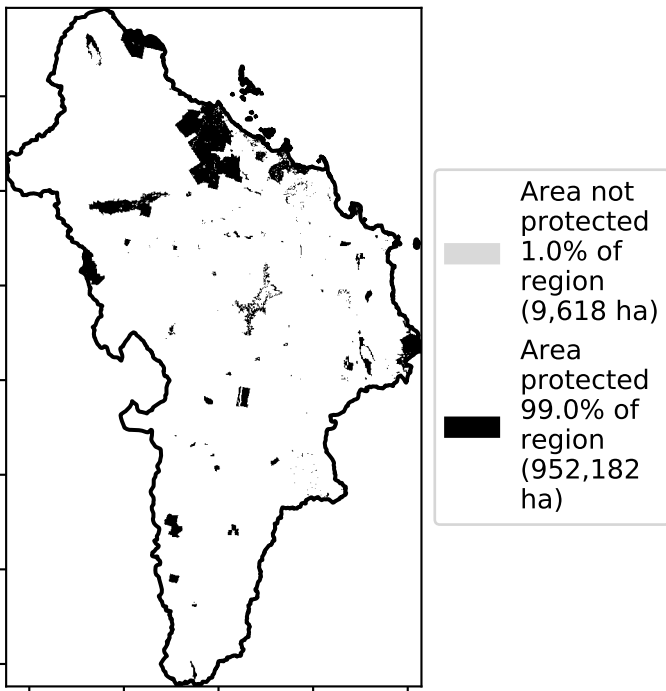 Area not
protected
1.0% of
region
(9,618 ha)
Area
protected
99.0% of
region
(952,182
ha)